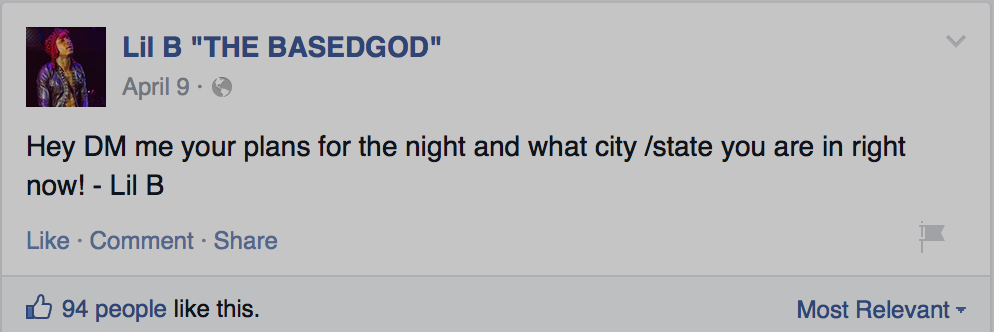 Lil B "THE BASEDGOD"
April 9 ·
Hey DM me your plans for the night and what city /state you are in right
now! - Lil B
Like · Comment · Share
94 people like this.
Most Relevant